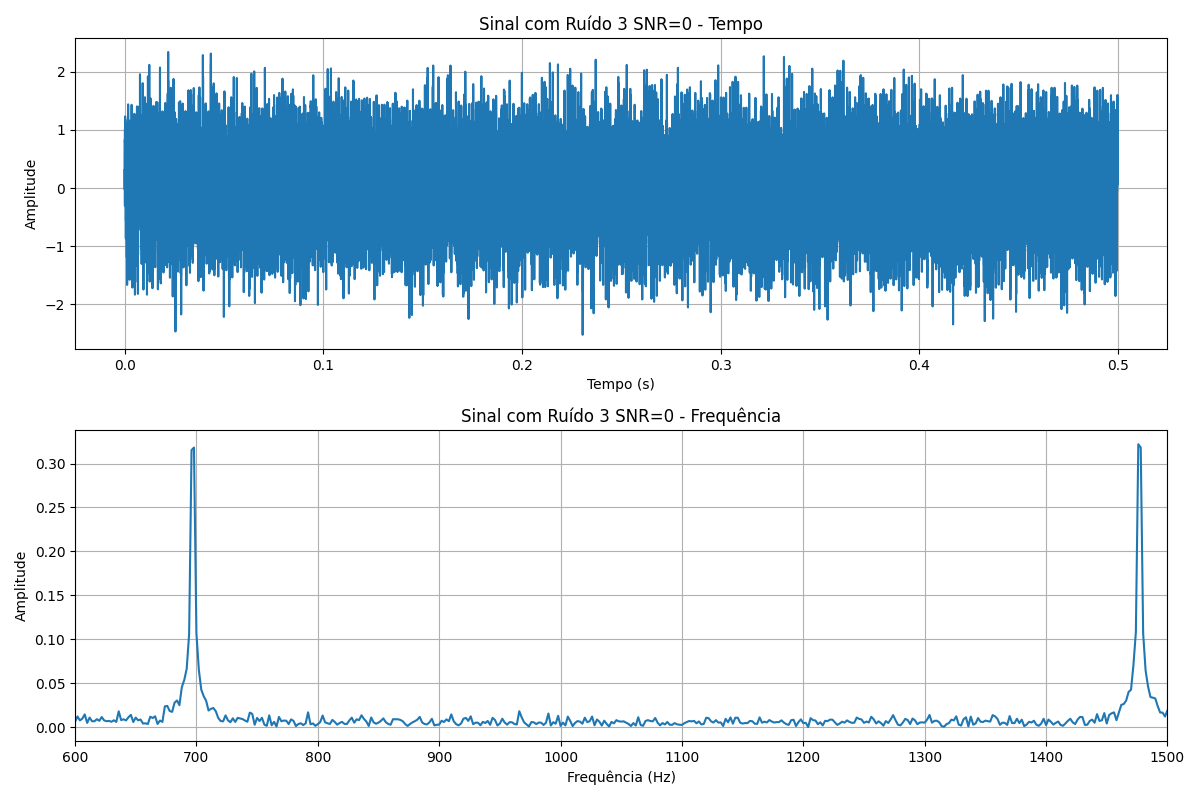 Sinal com Ruído 3 SNR=0 - Tempo
Amplitude
2
1
0
−1
−2
0.0 0.1 0.2 0.3 0.4 0.5
Tempo (s)
Sinal com Ruído 3 SNR=0 - Frequência
Amplitude
0.30
0.25
0.20
0.15
0.10
0.05
0.00
600 700 800 900 1000 1100 1200 1300 1400 1500
Frequência (Hz)